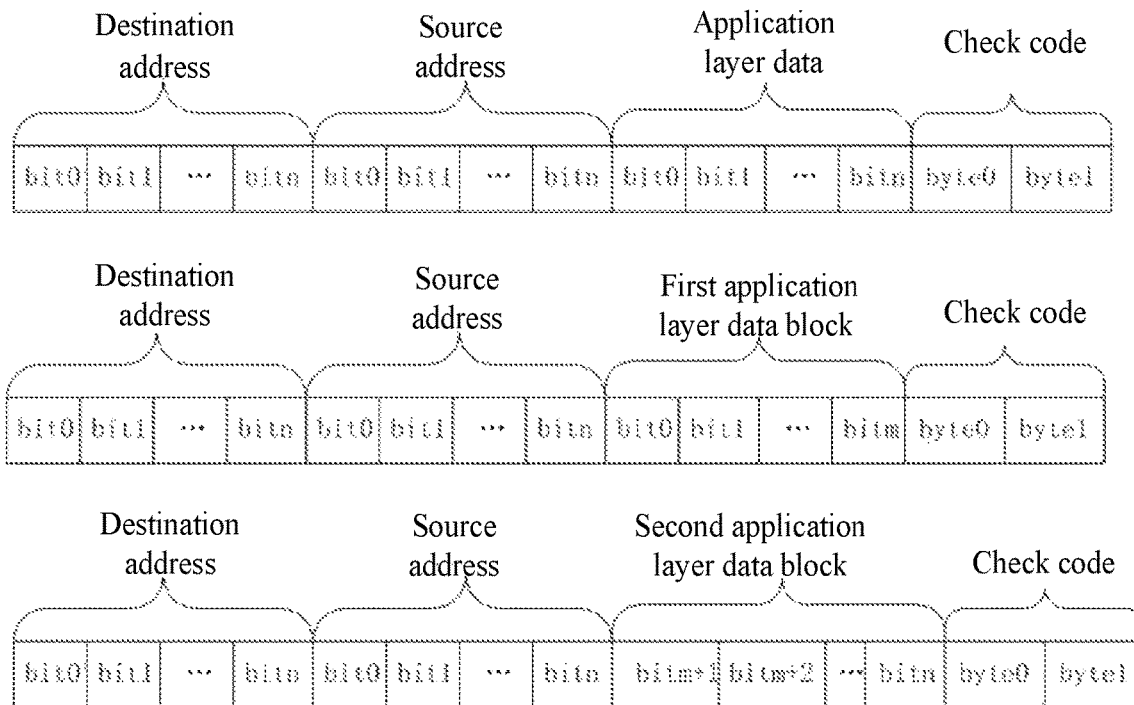 Destination address
Source address
Application layer data
Check code
bit0 bit1 ... bitn bit0 bit1 ... bitn bit0 bit1 ... bitn byte0 byte1
Destination address
Source address
First application layer data block
Check code
bit0 bit1 ... bitn bit0 bit1 ... bitn bit0 bit1 ... bitm byte0 byte1
Destination address
Source address
Second application layer data block
Check code
bit0 bit1 ... bitn bit0 bit1 ... bitn bitm+1 bitm+2 ... bitn byte0 byte1